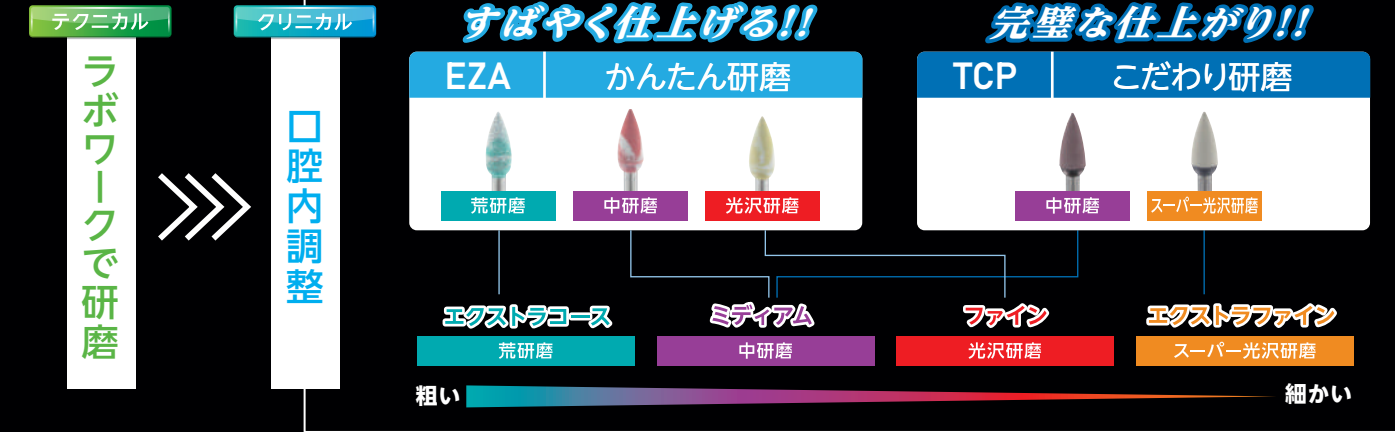 テクニカル
ラボワークで研磨
クリニカル
口腔内調整
すばやく仕上げる!!
EZA
かんたん研磨
荒研磨
中研磨
光沢研磨
完璧な仕上がり!!
TCP
こだわり研磨
中研磨
スーパー光沢研磨
エクストラコース
荒研磨
ミディアム
中研磨
ファイン
光沢研磨
エクストラファイン
スーパー光沢研磨
粗い
細かい